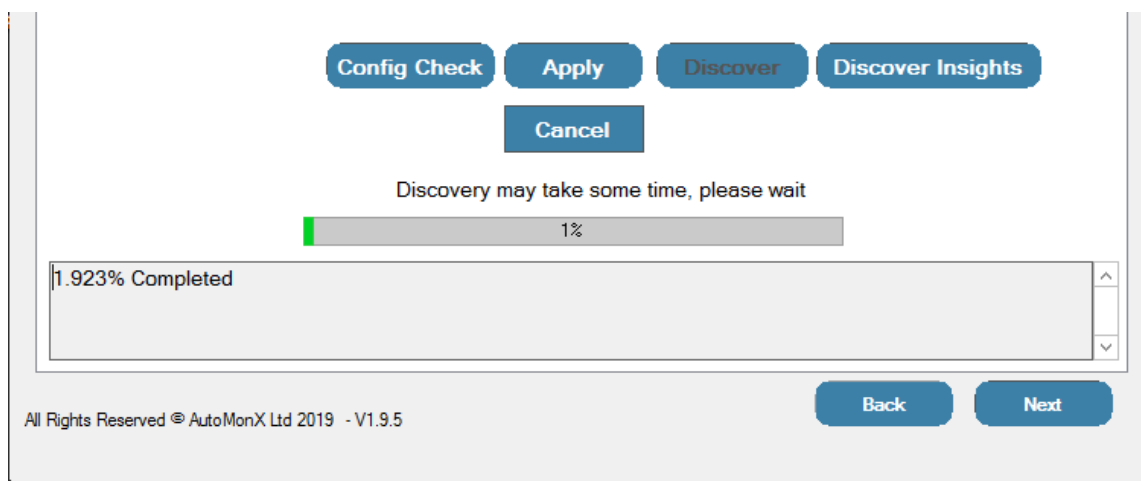 Config Check Apply Discover Discover Insights
Cancel
Discovery may take some time, please wait
1%
1.923% Completed
Back Next
All Rights Reserved © AutoMonX Ltd 2019 - V1.9.5